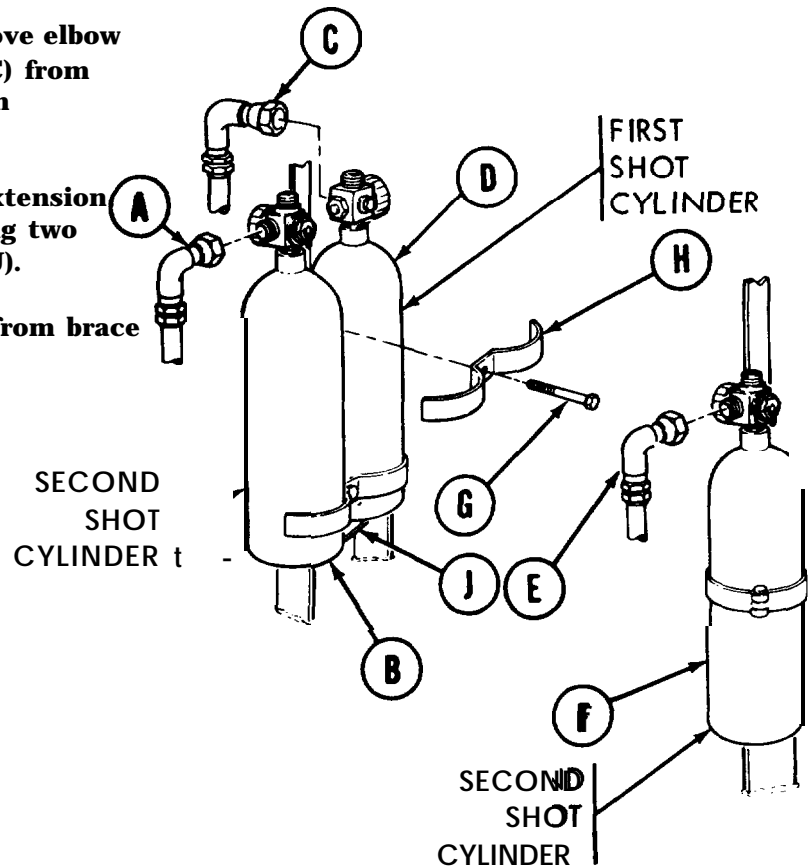 ove elbow
C) from
n
xtension
g two
J).
from brace
C
FIRST
SHOT
CYLINDER
D
A
H
SECOND
SHOT
CYLINDER t -
G
J
E
B
F
SECOND
SHOT
CYLINDER